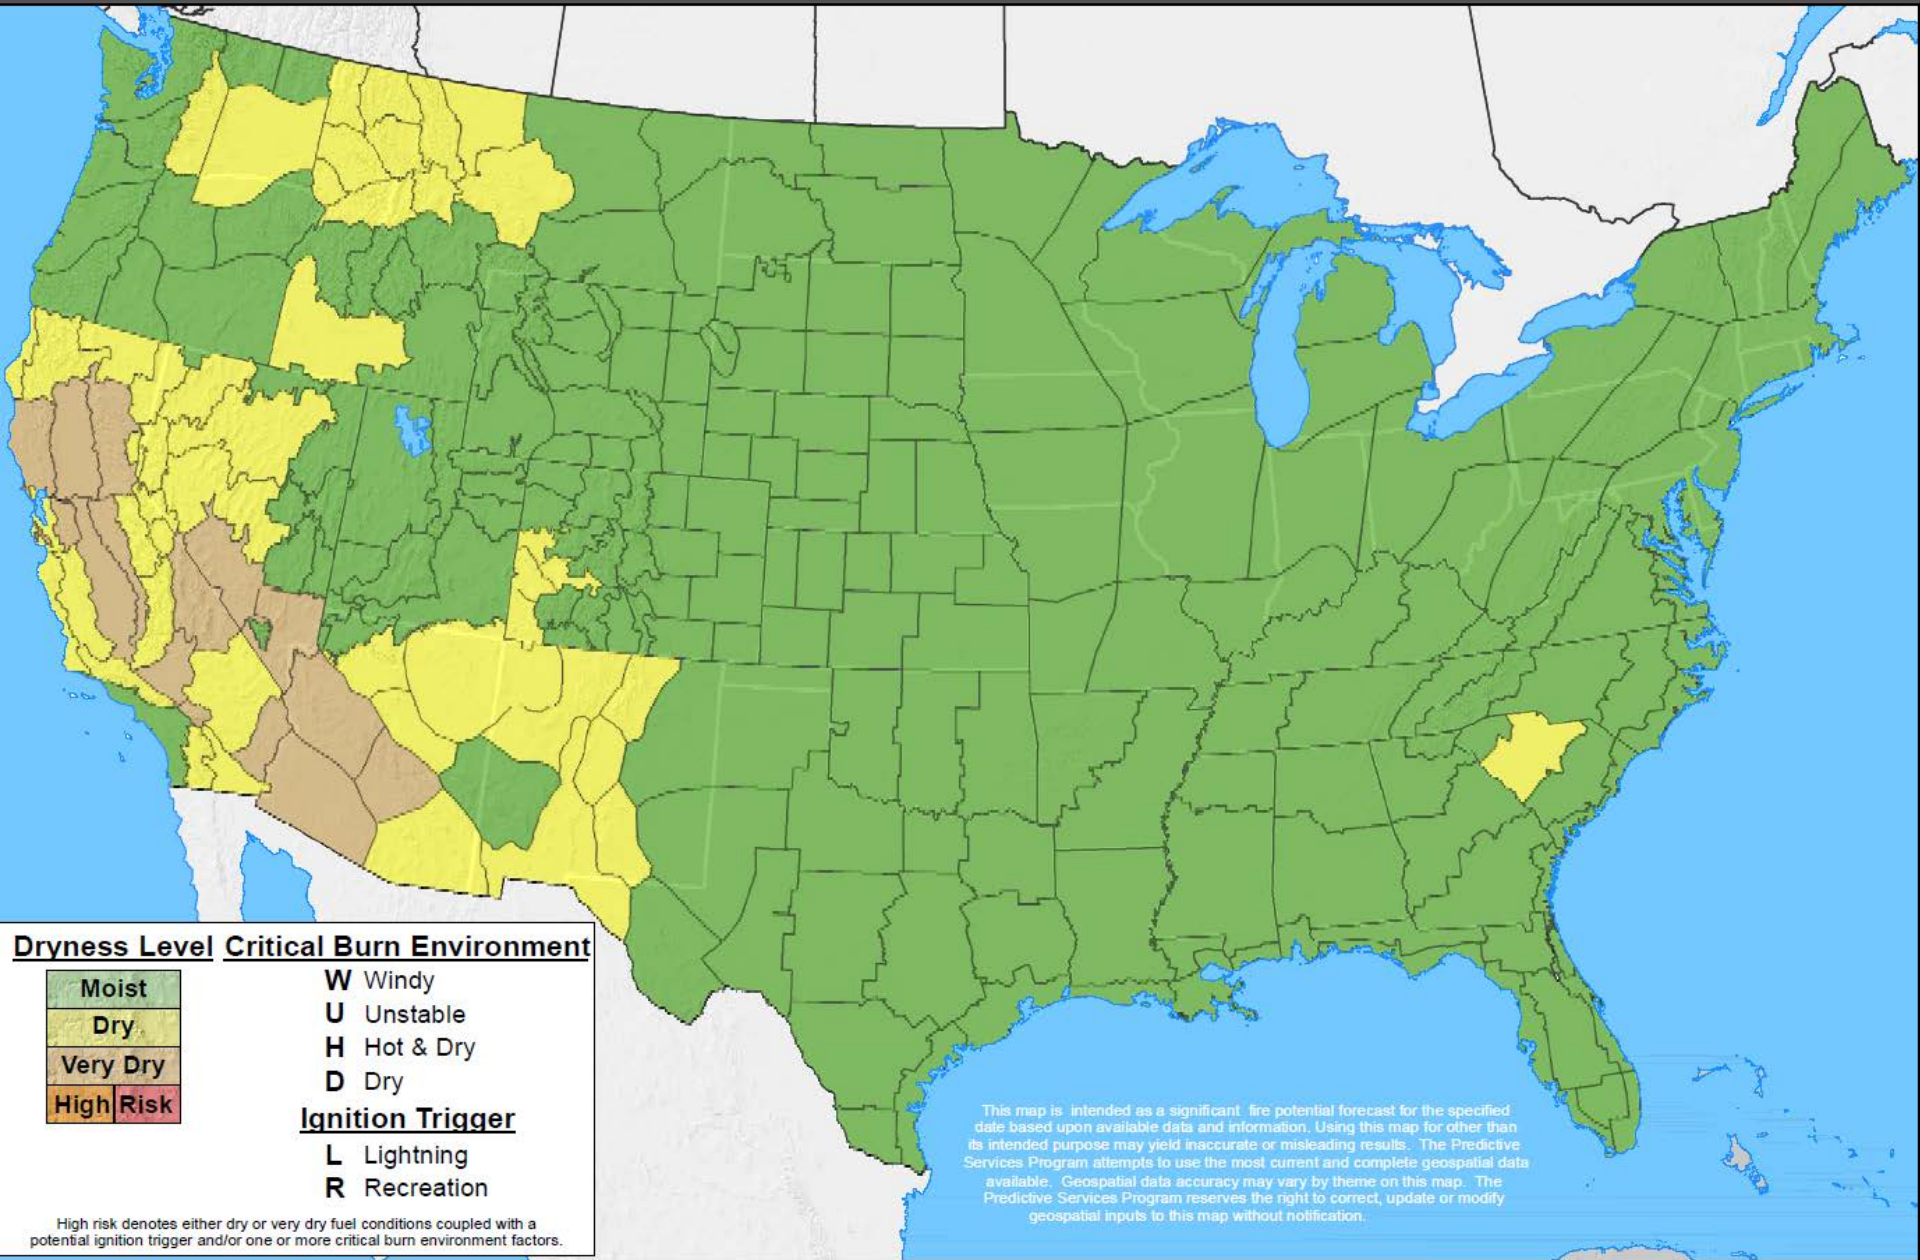 Dryness Level
Moist
Dry
Very Dry
High Risk
Critical Burn Environment
W Windy
U Unstable
H Hot & Dry
D Dry
Ignition Trigger
L Lightning
R Recreation
High risk denotes either dry or very dry fuel conditions coupled with a
potential ignition trigger and/or one or more critical burn environment factors.
This map is intended as a significant fire potential forecast for the specified
date based upon available data and information. Using this map for other than
its intended purpose may yield inaccurate or misleading results. The Predictive
Services Program attempts to use the most current and complete geospatial data
available. Geospatial data accuracy may vary by theme on this map. The
Predictive Services Program reserves the right to correct, update or modify
geospatial inputs to this map without notification.